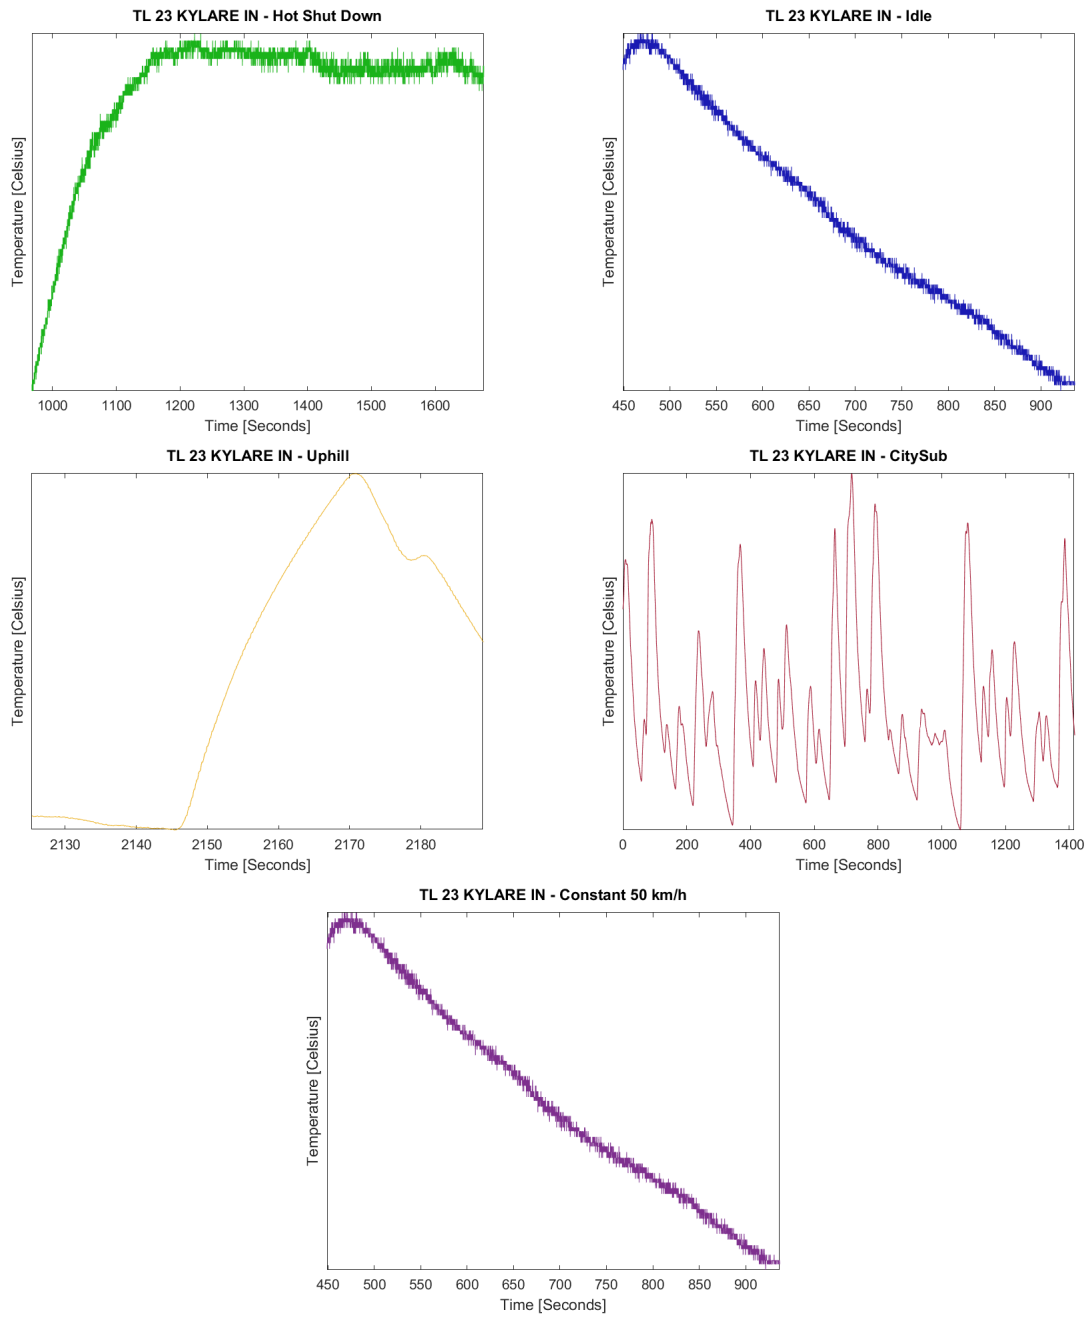 TL 23 KYLARE IN - Hot Shut Down
Temperature [Celsius]
1000 1100 1200 1300 1400 1500 1600
Time [Seconds]
TL 23 KYLARE IN - Idle
Temperature [Celsius]
450 500 550 600 650 700 750 800 850 900
Time [Seconds]
TL 23 KYLARE IN - Uphill
Temperature [Celsius]
2130 2140 2150 2160 2170 2180
Time [Seconds]
TL 23 KYLARE IN - CitySub
Temperature [Celsius]
0 200 400 600 800 1000 1200 1400
Time [Seconds]
TL 23 KYLARE IN - Constant 50 km/h
Temperature [Celsius]
450 500 550 600 650 700 750 800 850 900
Time [Seconds]